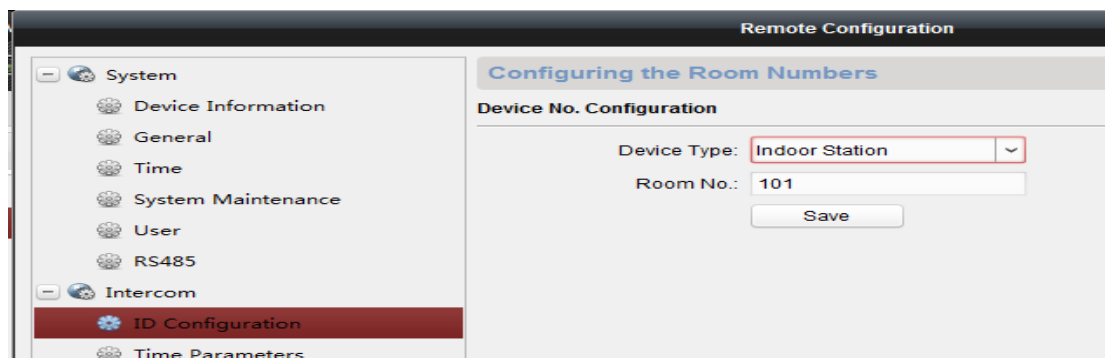 Remote Configuration
System
Device Information
General
Time
System Maintenance
User
RS485
Intercom
ID Configuration
Time Parameters
Configuring the Room Numbers
Device No. Configuration
Device Type: Indoor Station
Room No.: 101
Save